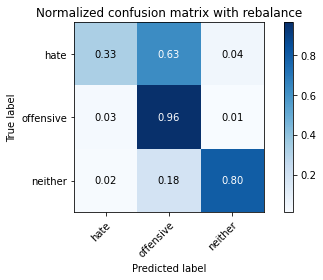 Normalized confusion matrix with rebalance
hate 0.33 0.63 0.04
offensive 0.03 0.96 0.01
neither 0.02 0.18 0.80
True label
hate offensive neither
Predicted label
0.8
0.6
0.4
0.2